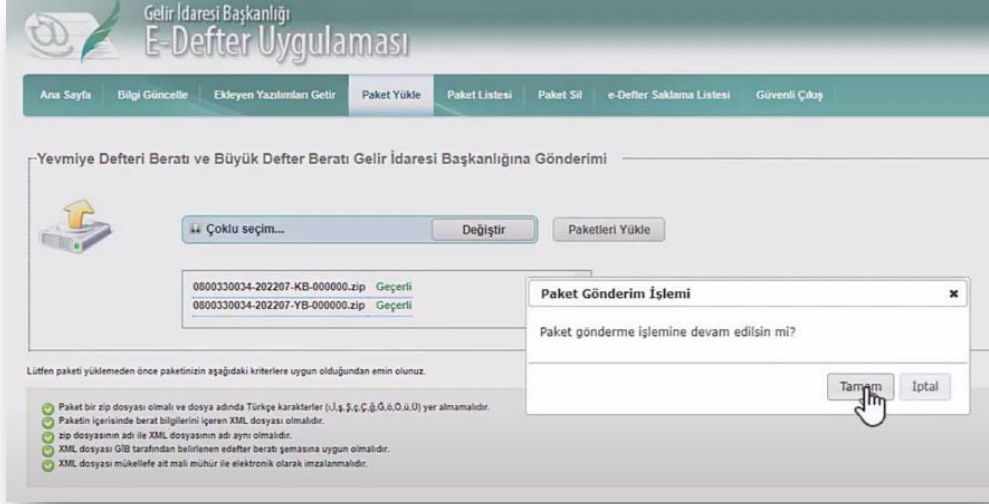 Gelir İdaresi Başkanlığı
E-Defter Uygulaması
Ana Sayfa Bilgi Güncelle Ekleyen Yazılımları Getir Paket Yükle Paket Listesi Paket Sil e-Defter Saklama Listesi Güvenli Çıkış
Yevmiye Defteri Beratı ve Büyük Defter Beratı Gelir İdaresi Başkanlığına Gönderimi
Çoklu seçim... Değiştir Paketleri Yükle
0800330034-202207-KB-000000.zip Geçerli
0800330034-202207-YB-000000.zip Geçerli
Paket Gönderim İşlemi
Paket gönderme işlemine devam edilsin mi?
Tamam İptal
Lütfen paketi yüklemeden önce paketinizin aşağıdaki kriterlere uygun olduğundan emin olunuz.
Paket bir zip dosyası olmalı ve dosya adında Türkçe karakterler (ı,İ,ş,Ş,ç,Ç,ğ,Ğ,ö,Ö,ü,Ü) yer almamalıdır.
Paketin içerisinde berat bilgilerini içeren XML dosyası olmalıdır.
zip dosyasının adı ile XML dosyasının adı aynı olmalıdır.
XML dosyası GİB tarafından belirlenen edefter beratı şemasına uygun olmalıdır.
XML dosyası mükellefe ait mali mühür ile elektronik olarak imzalanmalıdır.